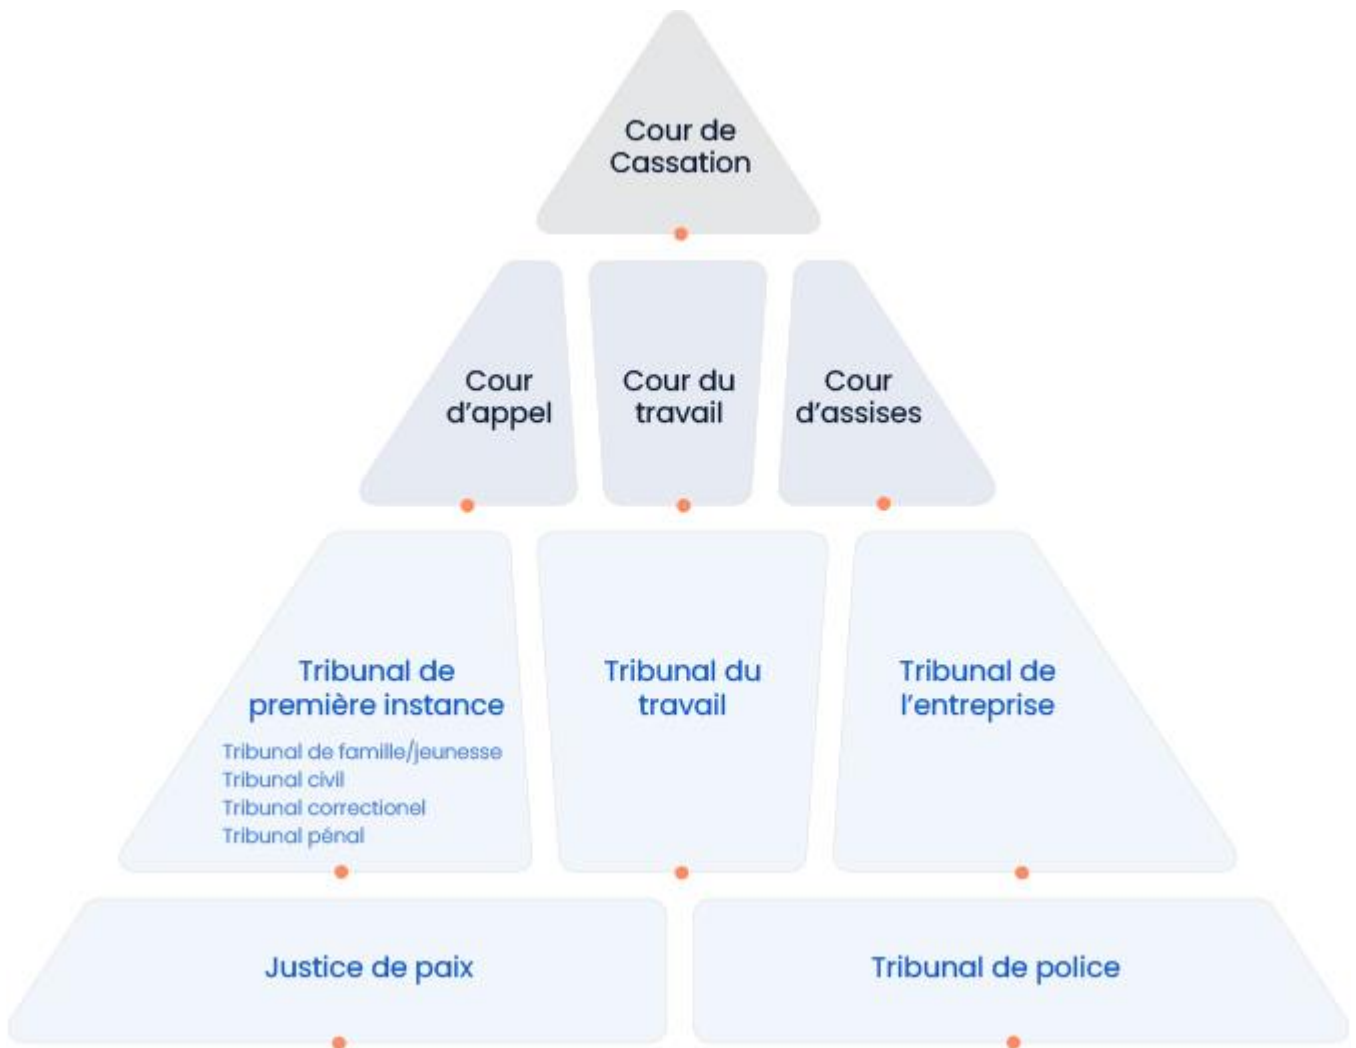 Cour de
Cassation
Cour
d’appel
Cour du
travail
Cour
d’assises
Tribunal de
première instance
Tribunal de famille/jeunesse
Tribunal civil
Tribunal correctionel
Tribunal pénal
Tribunal du
travail
Tribunal de
l’entreprise
Justice de paix
Tribunal de police